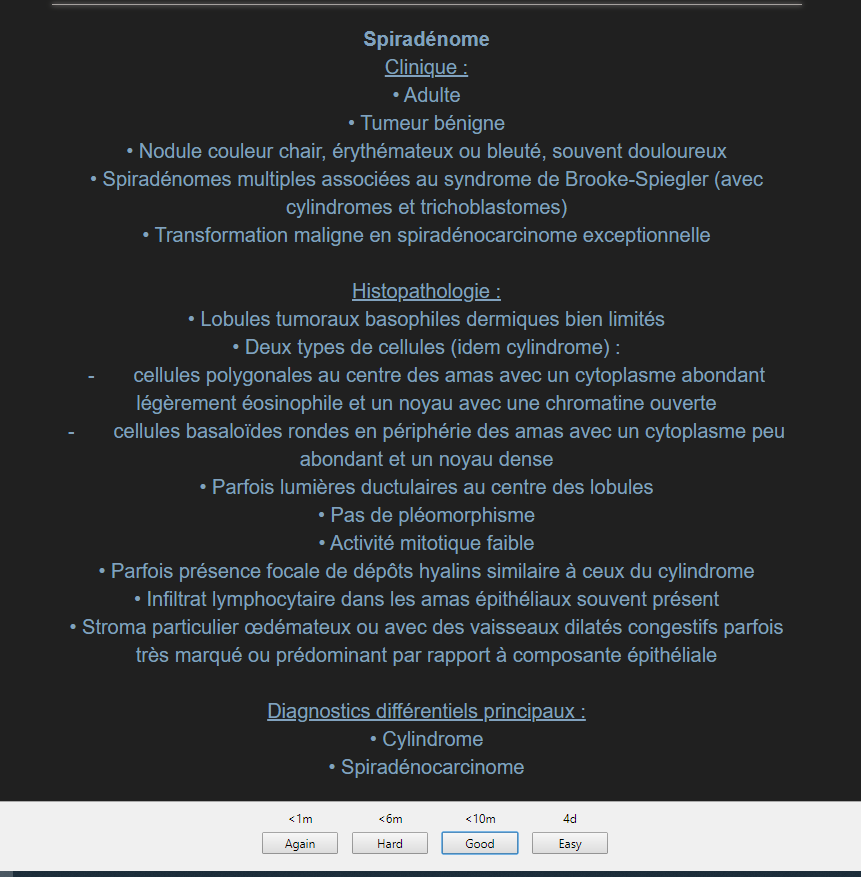 Spiradénome
Clinique :
• Adulte
• Tumeur bénigne
• Nodule couleur chair, érythémateux ou bleuté, souvent douloureux
• Spiradénomes multiples associées au syndrome de Brooke-Spiegler (avec
cylindromes et trichoblastomes)
• Transformation maligne en spiradénocarcinome exceptionnelle
Histopathologie :
• Lobules tumoraux basophiles dermiques bien limités
• Deux types de cellules (idem cylindrome) :
- cellules polygonales au centre des amas avec un cytoplasme abondant
légèrement éosinophile et un noyau avec une chromatine ouverte
- cellules basaloïdes rondes en périphérie des amas avec un cytoplasme peu
abondant et un noyau dense
• Parfois lumières ductulaires au centre des lobules
• Pas de pléomorphisme
• Activité mitotique faible
• Parfois présence focale de dépôts hyalins similaire à ceux du cylindrome
• Infiltrat lymphocytaire dans les amas épithéliaux souvent présent
• Stroma particulier œdémateux ou avec des vaisseaux dilatés congestifs parfois
très marqué ou prédominant par rapport à composante épithéliale
Diagnostics différentiels principaux :
• Cylindrome
• Spiradénocarcinome
<1m <6m <10m 4d
Again Hard Good Easy